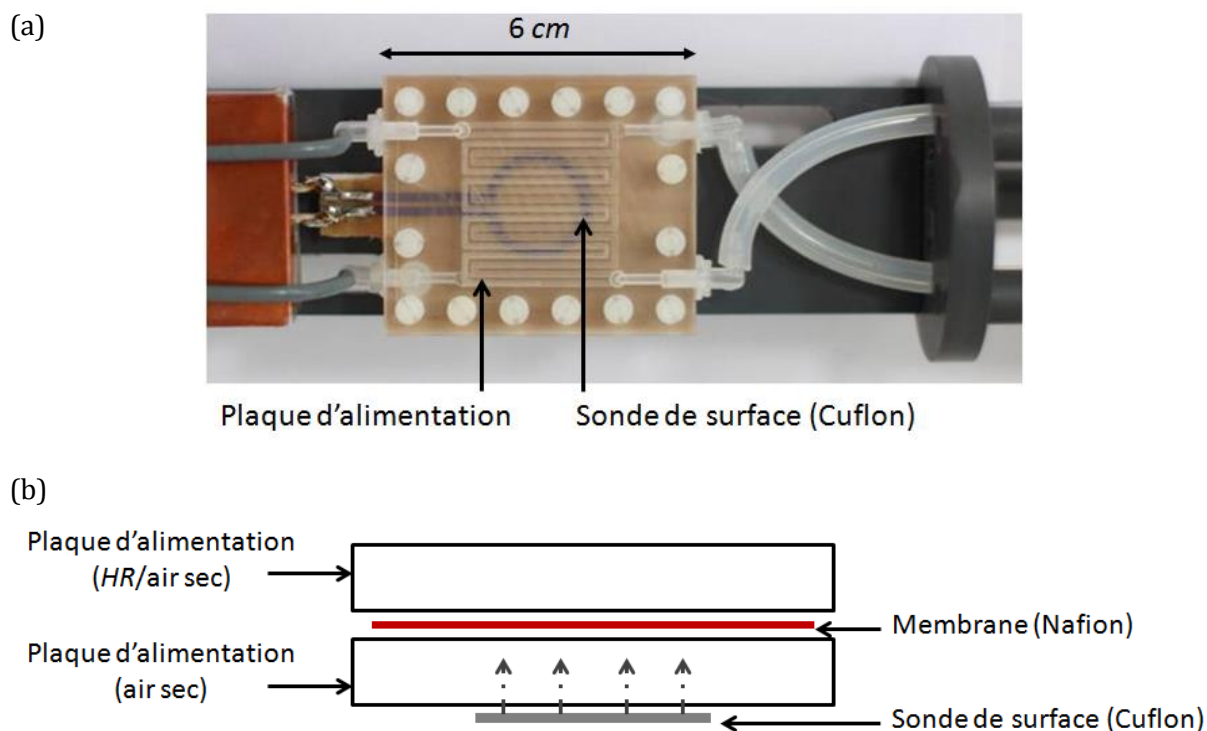 (a)
6 cm
Plaque d'alimentation
Sonde de surface (Cuflon)
(b)
Plaque d'alimentation
(HR/air sec)
Membrane (Nafion)
Plaque d'alimentation
(air sec)
Sonde de surface (Cuflon)